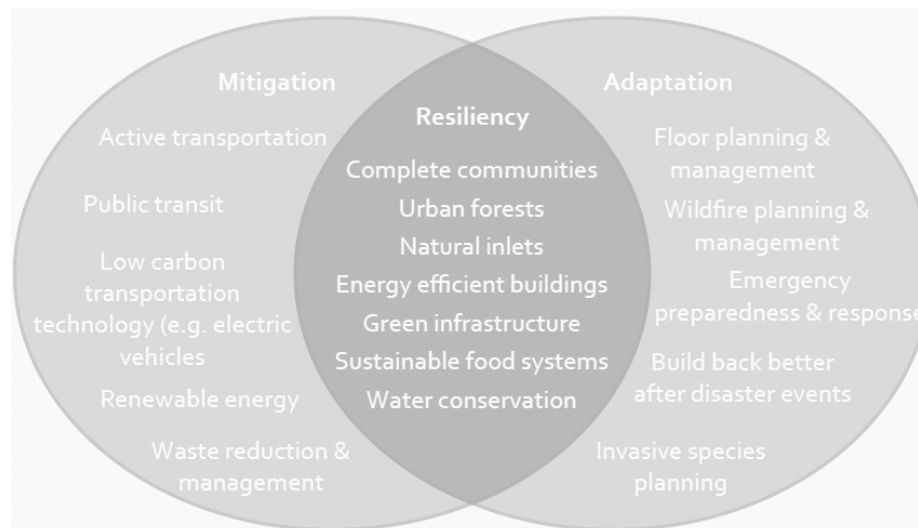 Mitigation
Active transportation
Public transit
Low carbon
transportation
technology (e.g. electric
vehicles
Renewable energy
Waste reduction &
management
Resiliency
Complete communities
Urban forests
Natural inlets
Energy efficient buildings
Green infrastructure
Sustainable food systems
Water conservation
Adaptation
Floor planning &
management
Wildfire planning &
management
Emergency
preparedness & response
Build back better
after disaster events
Invasive species
planning